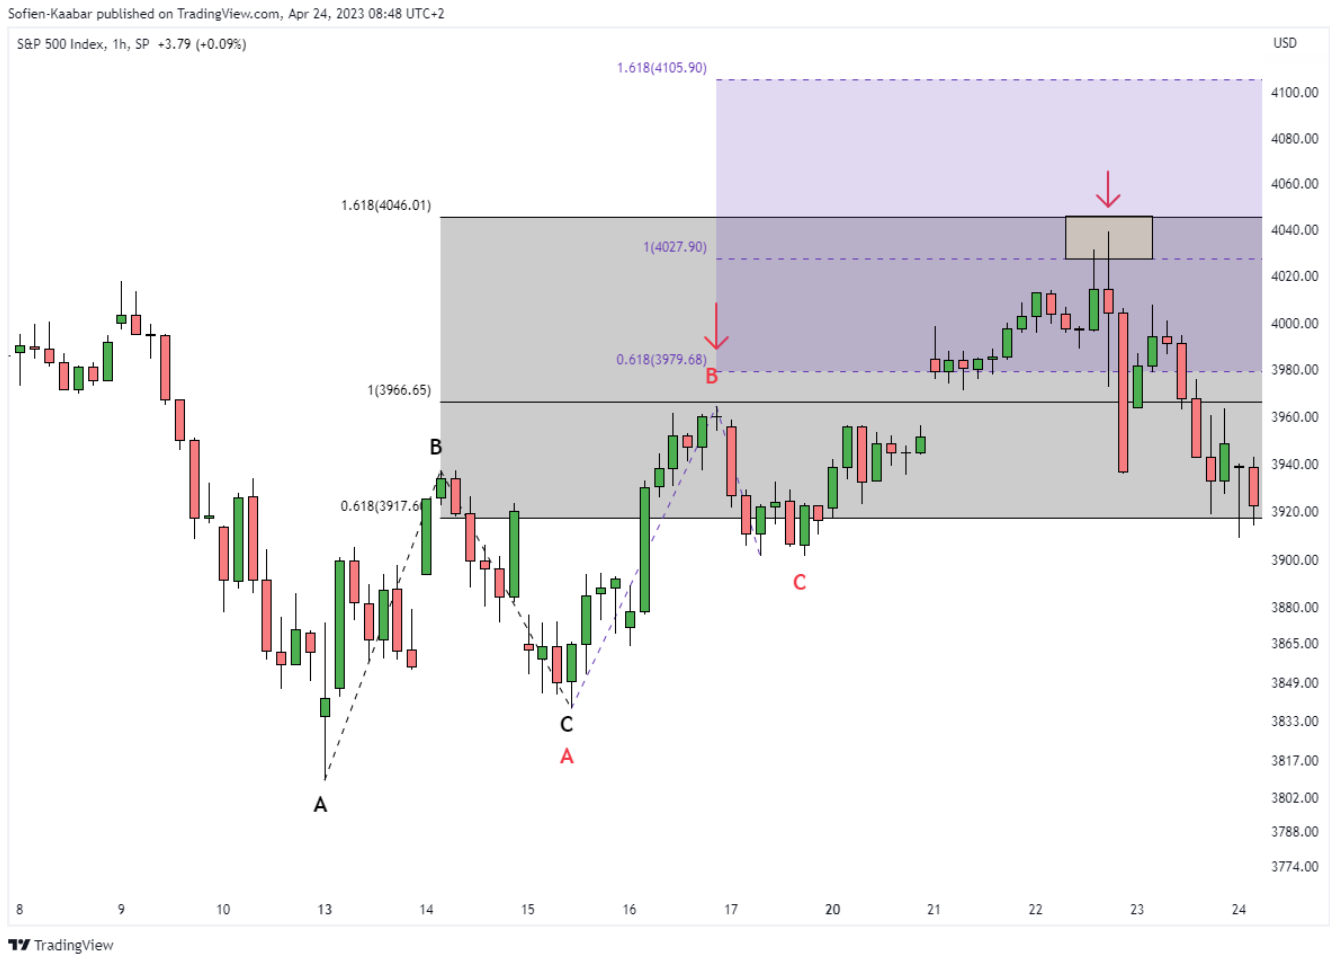 Sofien-Kaabar published on TradingView.com, Apr 24, 2023 08:48 UTC+2
S&P 500 Index, 1h, SP +3.79 (+0.09%)
USD
1.618(4105.90)
4100.00
4080.00
4060.00
1.618(4046.01)
4040.00
1(4027.90)
4020.00
4000.00
0.618(3979.68)
3980.00
B
1(3966.65)
3960.00
B
3940.00
0.618(3917.6
3920.00
3900.00
C
3880.00
3865.00
3849.00
C
3833.00
A
3817.00
A
3802.00
3788.00
3774.00
8 9 10 13 14 15 16 17 20 21 22 23 24
TradingView